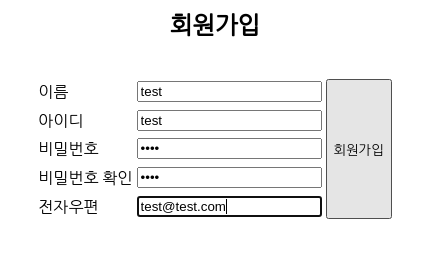 회원가입
이름 test
아이디 test
비밀번호 ••••
회원가입
비밀번호 확인 ••••
전자우편 test@test.com